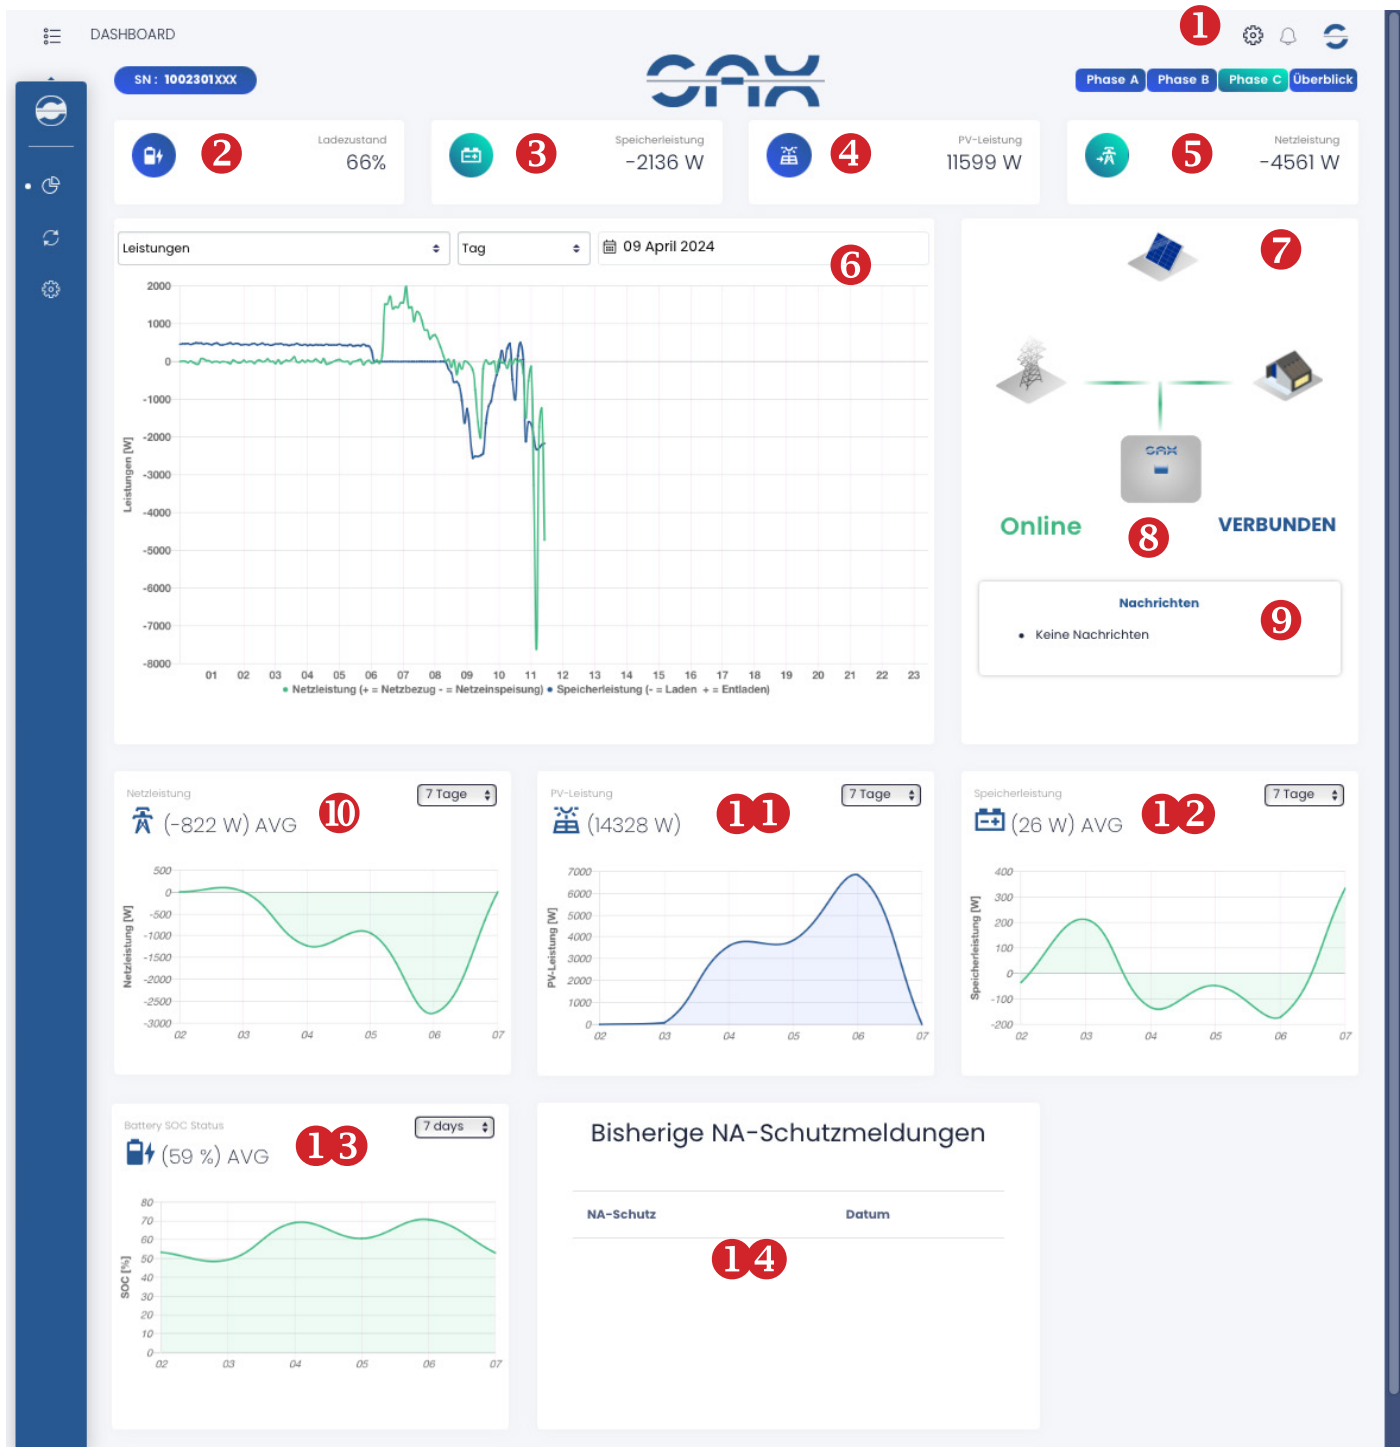 DASHBOARD
1
SN : 1002301XXX
SAX
Phase A Phase B Phase C Überblick
2 Ladezustand
66%
3 Speicherleistung
-2136 W
4 PV-Leistung
11599 W
5 Netzleistung
-4561 W
Leistungen Tag 09 April 2024
6
Leistungen [W]
2000
1000
0
-1000
-2000
-3000
-4000
-5000
-6000
-7000
-8000
01 02 03 04 05 06 07 08 09 10 11 12 13 14 15 16 17 18 19 20 21 22 23
• Netzleistung (+ = Netzbezug - = Netzeinspeisung) • Speicherleistung (- = Laden + = Entladen)
7
SAX
Online 8 VERBUNDEN
Nachrichten
9
• Keine Nachrichten
Netzleistung 7 Tage
(-822 W) AVG 10
Netzleistung [W]
500
0
-500
-1000
-1500
-2000
-2500
-3000
02 03 04 05 06 07
PV-Leistung 7 Tage
(14328 W) 11
PV-Leistung [W]
7000
6000
5000
4000
3000
2000
1000
0
02 03 04 05 06 07
Speicherleistung 7 Tage
(26 W) AVG 12
Speicherleistung [W]
400
300
200
100
0
-100
-200
02 03 04 05 06 07
Battery SOC Status 7 days
(59 %) AVG 13
SOC [%]
80
70
60
50
40
30
20
10
0
02 03 04 05 06 07
Bisherige NA-Schutzmeldungen
NA-Schutz Datum
14